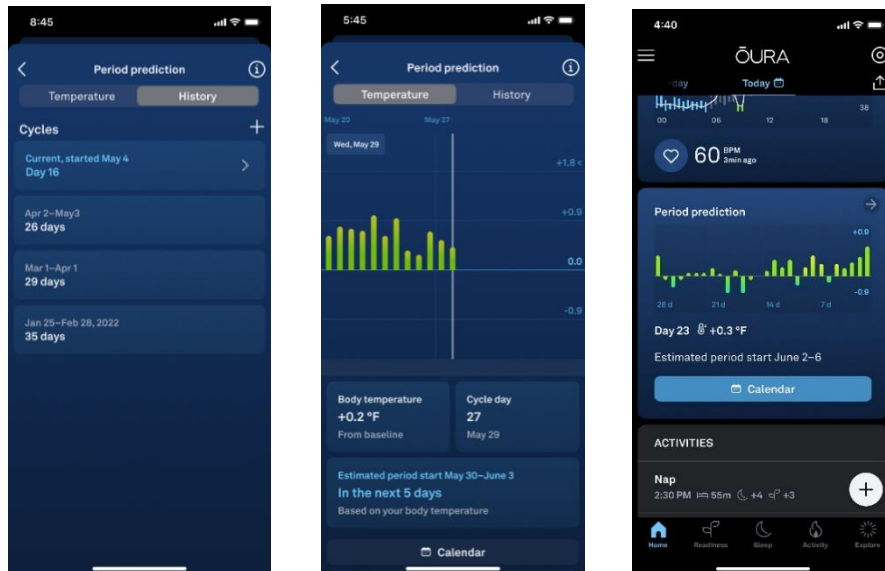 8:45
Period prediction
Temperature
History
Cycles
Current, started May 4
Day 16
Apr 2–May3
26 days
Mar 1–Apr 1
29 days
Jan 25–Feb 28, 2022
35 days
5:45
Period prediction
Temperature
History
May 20
May 27
Wed, May 29
+1.8 <
+0.9
0.0
-0.9
Body temperature
+0.2 °F
From baseline
Cycle day
27
May 29
Estimated period start May 30–June 3
In the next 5 days
Based on your body temperature
Calendar
4:40
ŌURA
Today
00 06 12 18
38
60 BPM
3min ago
Period prediction
+0.9
-0.9
28 d 21 d 14 d 7 d
Day 23 +0.3 °F
Estimated period start June 2–6
Calendar
ACTIVITIES
Nap
2:30 PM 55m +4 +3
Home Readiness Sleep Activity Explore